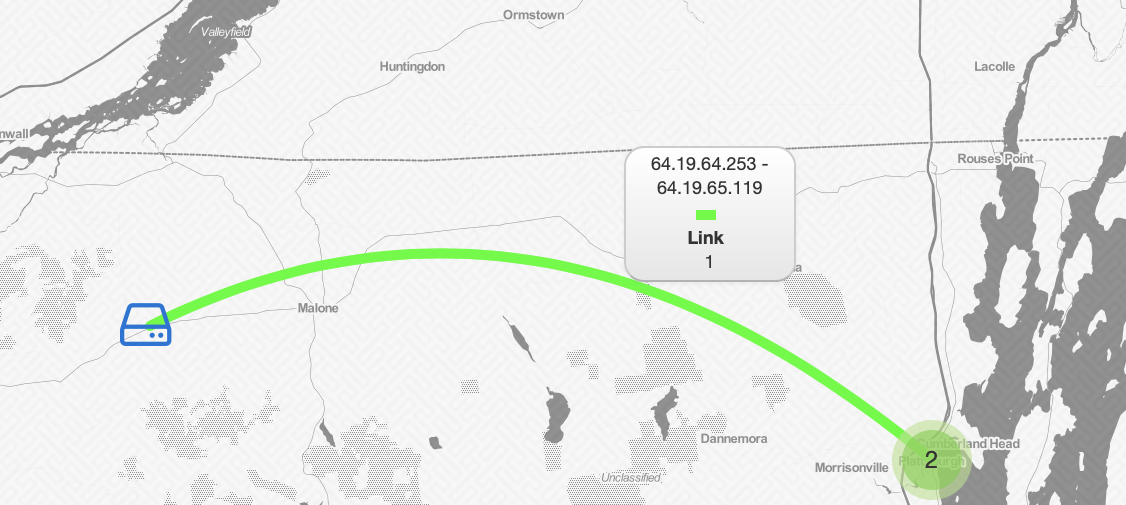 Ormstown
Valleyfield
Huntingdon
Lacolle
nwall
Rouses Point
64.19.64.253 -
64.19.65.119
Link
1
a
Malone
Dannemora
Cumberland Head
Morrisonville
2
Unclassified